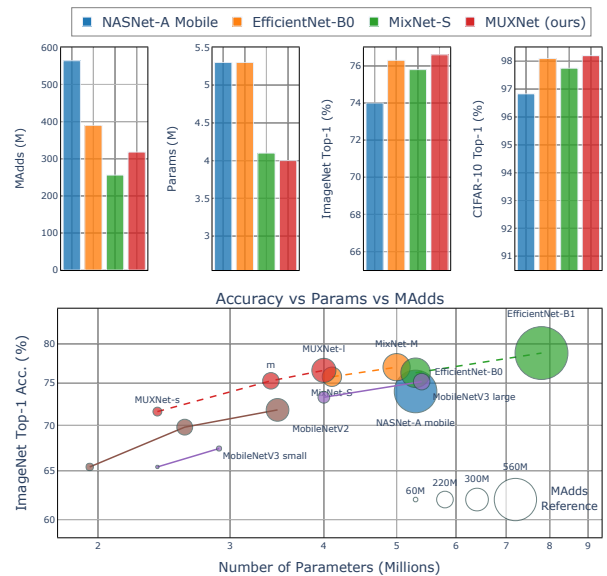 NASNet-A Mobile EfficientNet-B0 MixNet-S MUXNet (ours)
MAdds (M)
600
500
400
300
200
100
0
Params (M)
5.5
5
4.5
4
3.5
3
ImageNet Top-1 (%)
76
74
72
70
68
66
CIFAR-10 Top-1 (%)
98
97
96
95
94
93
92
91
Accuracy vs Params vs MAdds
ImageNet Top-1 Acc. (%)
80
75
70
65
60
EfficientNet-B1
MUXNet-l
MixNet-M
m
EfficientNet-B0
MUXNet-s
MixNet-S
MobileNetV3 large
MobileNetV2
NASNet-A mobile
MobileNetV3 small
60M
220M
300M
560M
MAdds
Reference
2 3 4 5 6 7 8 9
Number of Parameters (Millions)